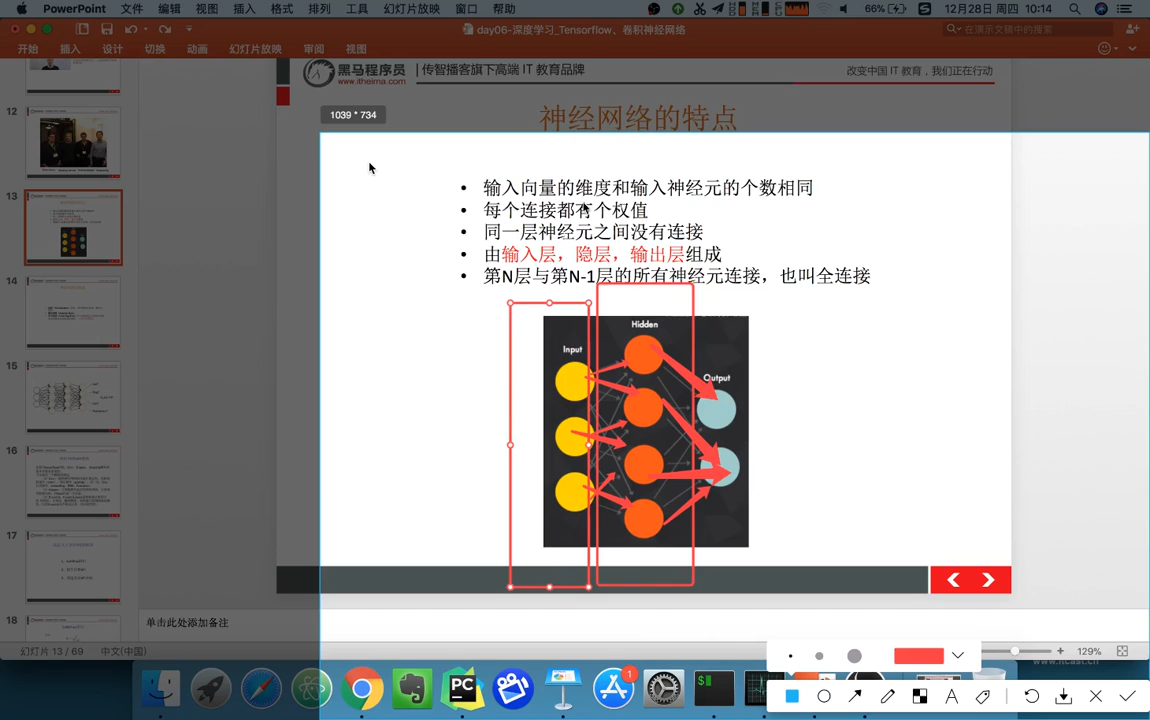 PowerPoint 文件 编辑 视图 插入 格式 排列 工具 幻灯片放映 窗口 帮助 66% 12月28日 周四 10:14
day06-深度学习_Tensorflow、卷积神经网络
在演示文稿中搜索
开始 插入 设计 切换 动画 幻灯片放映 审阅 视图
黑马程序员 www.itheima.com 传智播客旗下高端 IT 教育品牌
改变中国 IT 教育，我们正在行动
神经网络的特点
1039 * 734
• 输入向量的维度和输入神经元的个数相同
• 每个连接都有个权值
• 同一层神经元之间没有连接
• 由输入层，隐层，输出层组成
• 第N层与第N-1层的所有神经元连接，也叫全连接
Hidden
Input
Output
12
13
14
15
16
17
18
单击此处添加备注
幻灯片 13 / 69 中文(中国)
129%
www.itcast.cn
PC
1
$
A